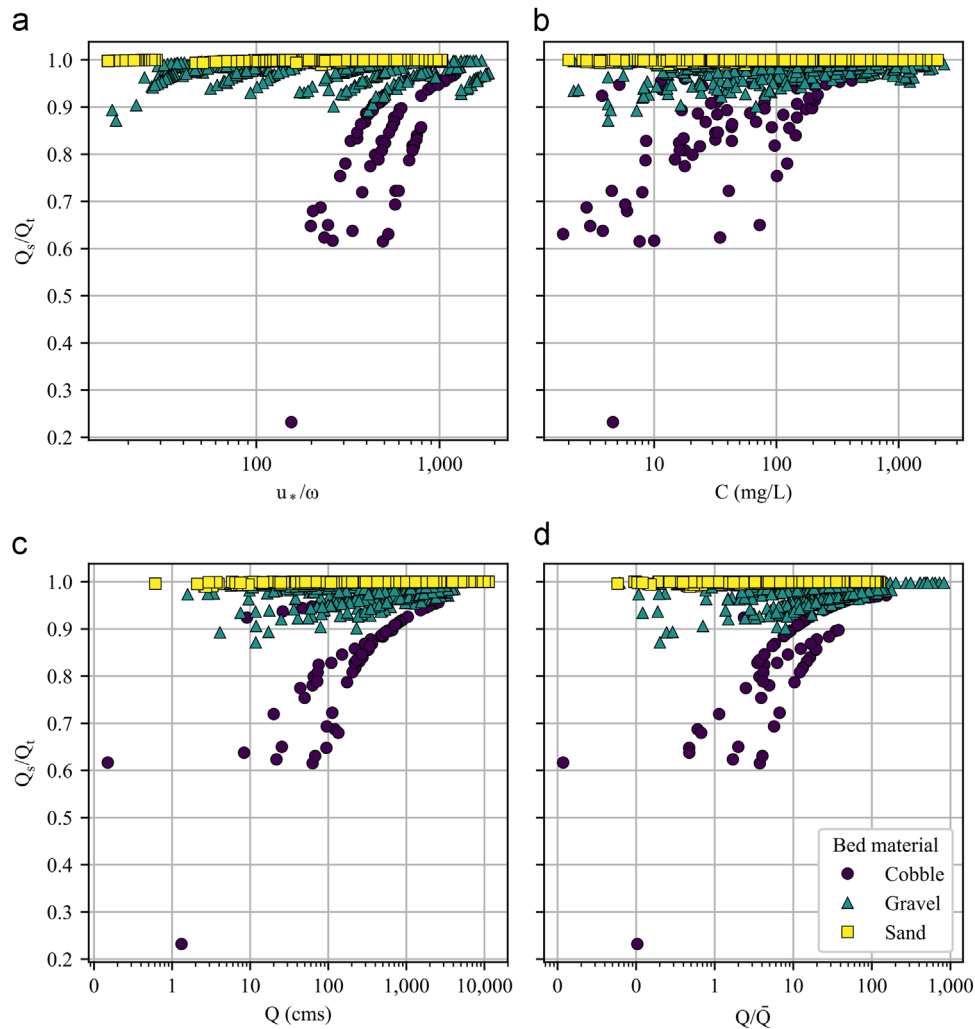 a
b
1.0
0.9
0.8
0.7
0.6
0.5
0.4
0.3
0.2
Qs/Qt
100
1,000
u*/ω
10
100
1,000
C (mg/L)
c
d
1.0
0.9
0.8
0.7
0.6
0.5
0.4
0.3
0.2
Qs/Qt
0
1
10
100
1,000
10,000
Q (cms)
0
0
1
10
100
1,000
Q/Q̄
Bed material
Cobble
Gravel
Sand